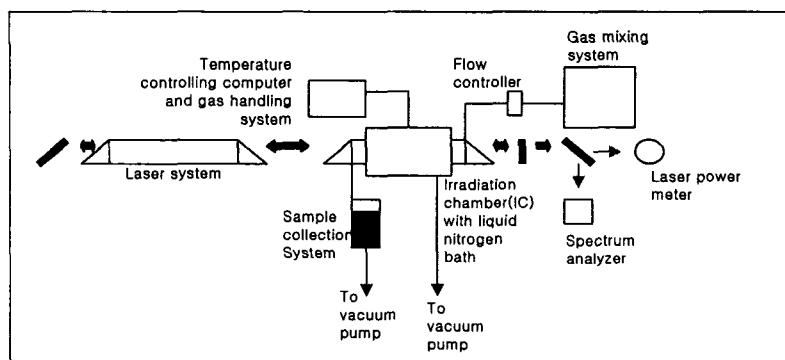 Gas mixing
system
Temperature
controlling computer
and gas handling
system
Flow
controller
Laser system
Laser power
meter
Sample
collection
System
Irradiation
chamber(IC)
with liquid
nitrogen
bath
Spectrum
analyzer
To
vacuum
pump
To
vacuum
pump